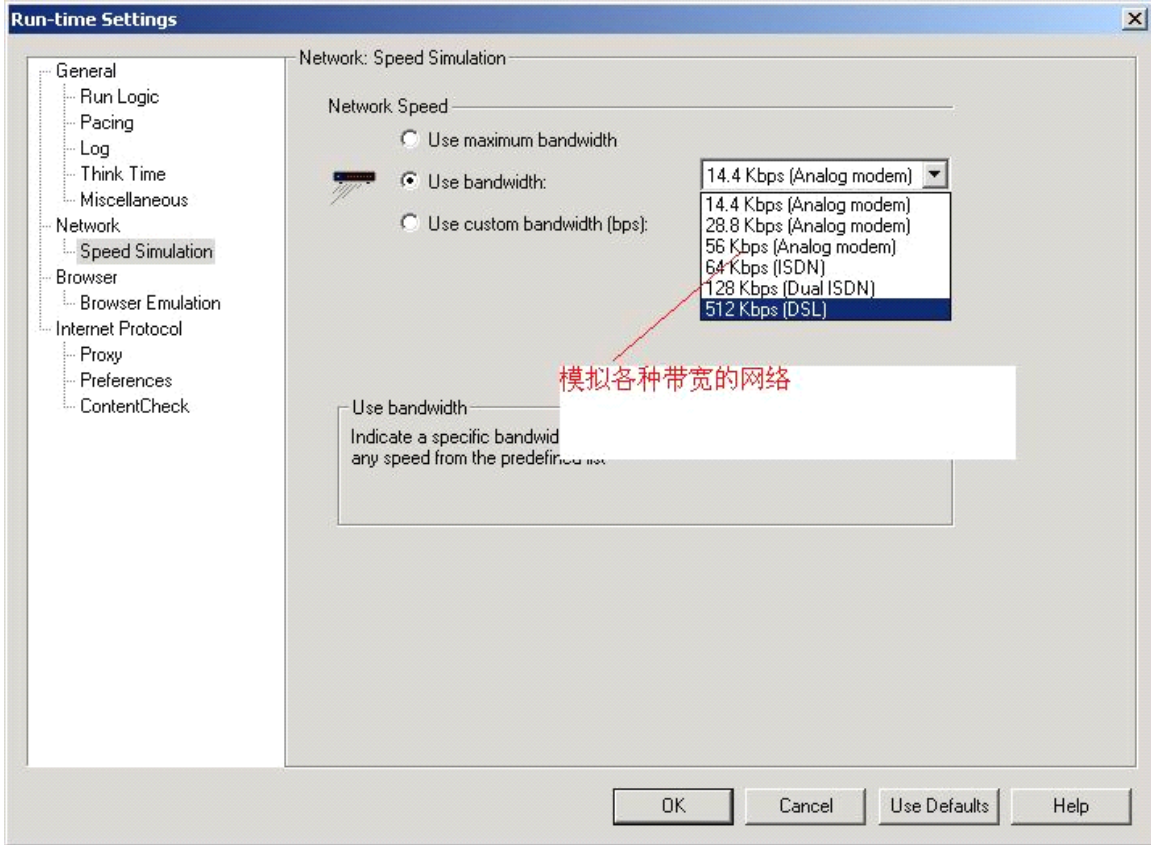 Run-time Settings
General
Run Logic
Pacing
Log
Think Time
Miscellaneous
Network
Speed Simulation
Browser
Browser Emulation
Internet Protocol
Proxy
Preferences
ContentCheck
Network: Speed Simulation
Network Speed
Use maximum bandwidth
Use bandwidth:
14.4 Kbps (Analog modem)
14.4 Kbps (Analog modem)
28.8 Kbps (Analog modem)
56 Kbps (Analog modem)
64 Kbps (ISDN)
128 Kbps (Dual ISDN)
512 Kbps (DSL)
Use custom bandwidth (bps):
模拟各种带宽的网络
Use bandwidth
Indicate a specific
any speed from the predefined
OK
Cancel
Use Defaults
Help